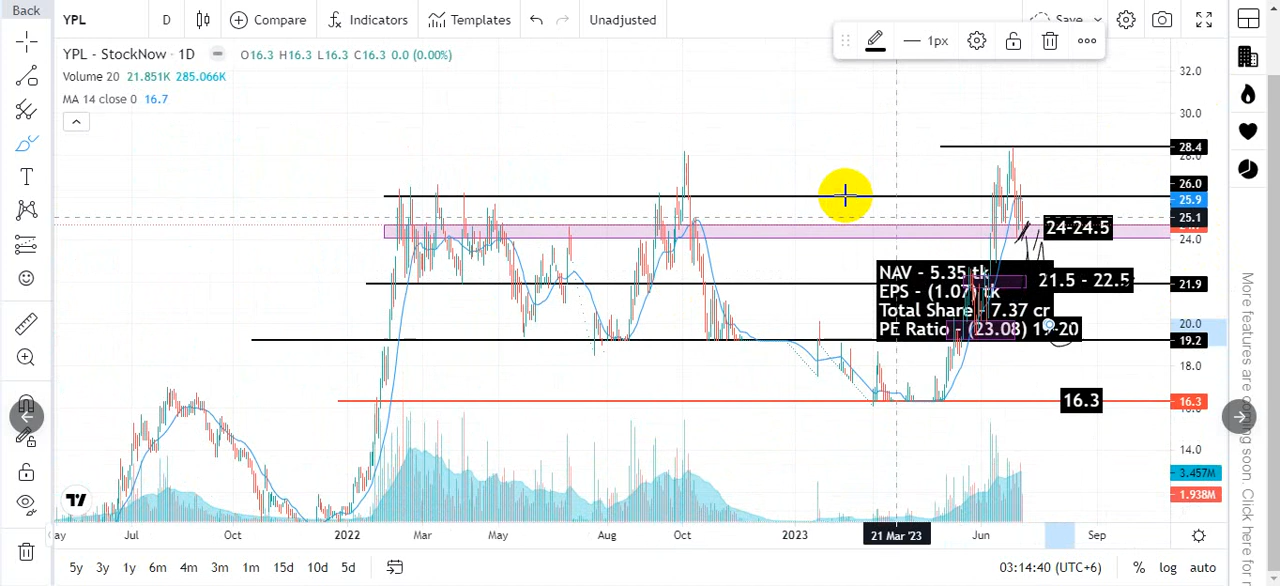 Back
YPL D Compare Indicators Templates Unadjusted Save
1px
YPL - StockNow · 1D O16.3 H16.3 L16.3 C16.3 0.0 (0.00%)
Volume 20 21.851K 285.066K
MA 14 close 0 16.7
32.0
30.0
28.4
28.0
26.0
25.9
25.1
24.0
21.9
20.0
19.2
18.0
16.3
14.0
3.457M
1.938M
24-24.5
21.5 - 22.5
NAV - 5.35 tk
EPS - (1.07) tk
Total Share - 7.37 cr
PE Ratio - (23.08)
19-20
16.3
Jul Oct 2022 Mar May Aug Oct 2023 21 Mar '23 Jun Sep
5y 3y 1y 6m 4m 3m 1m 15d 10d 5d 03:14:40 (UTC+6) % log auto
More features are coming soon. Click here for